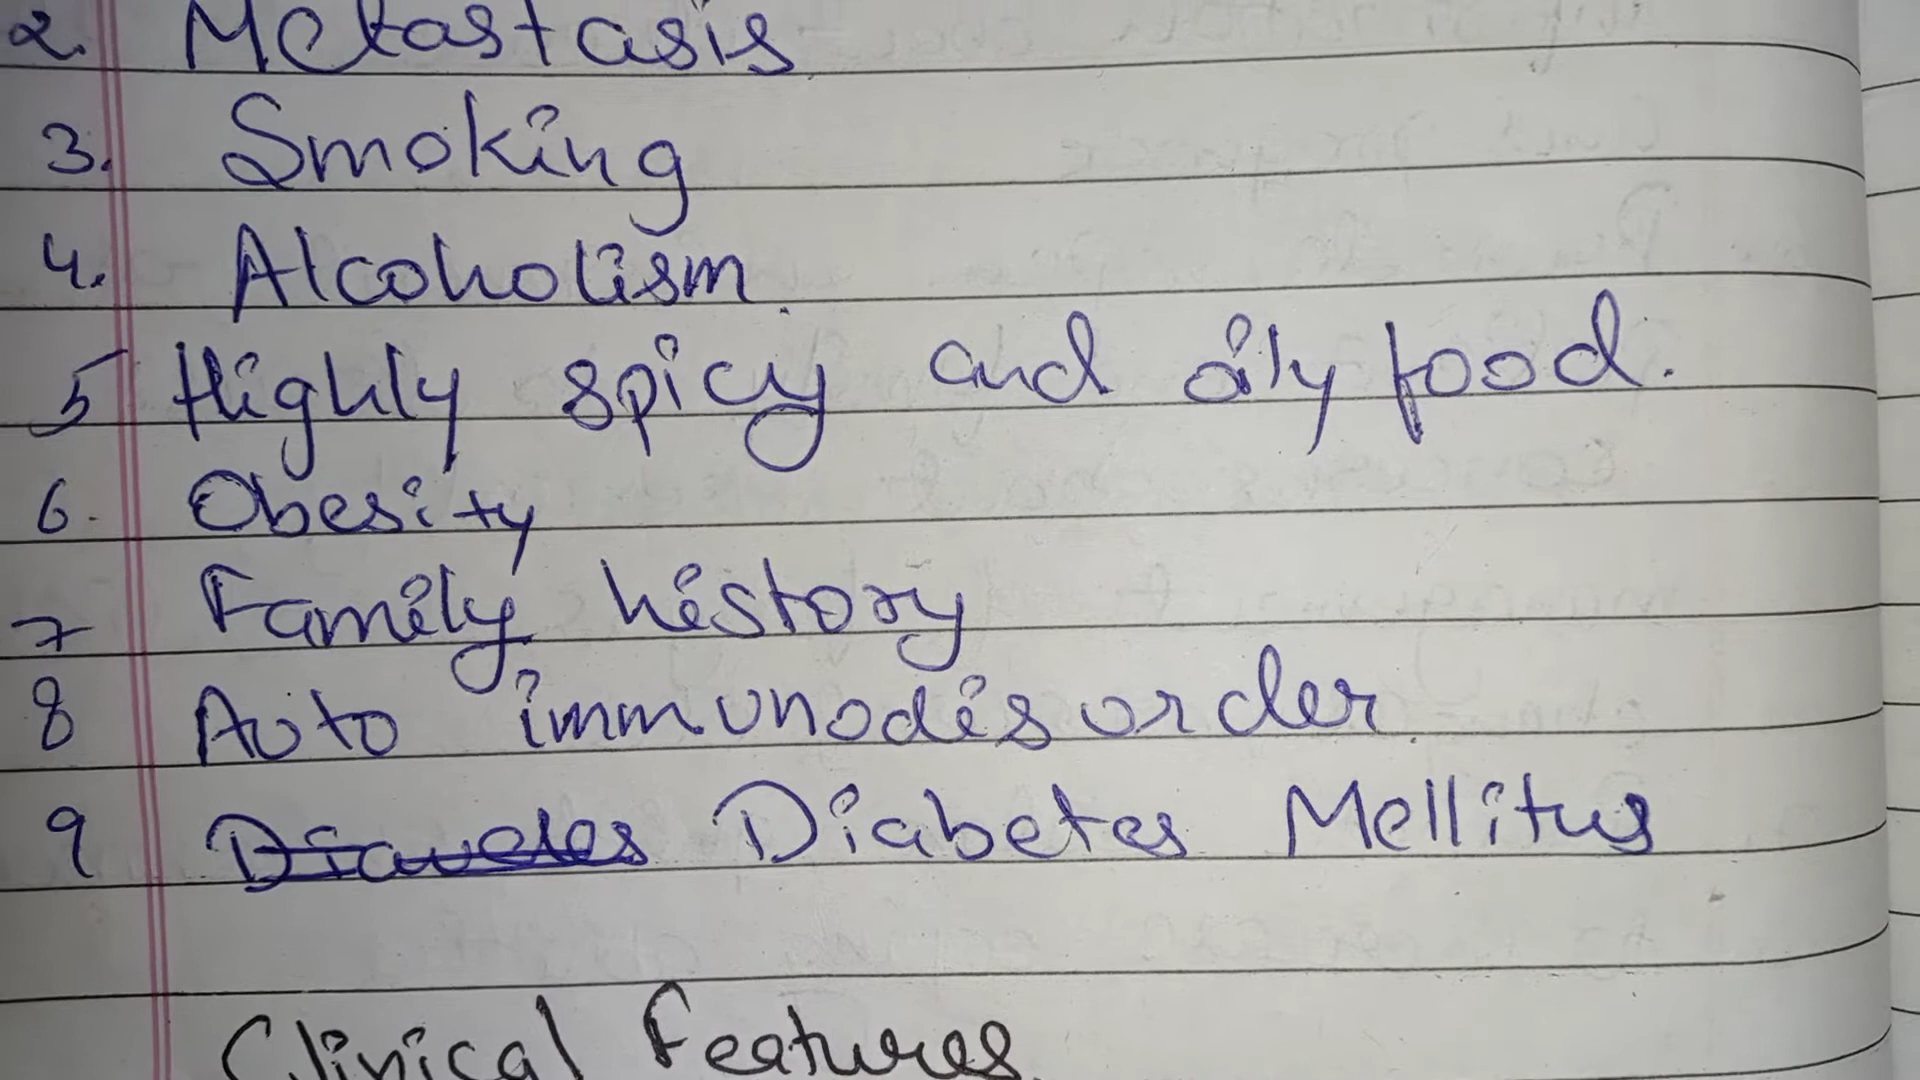 2. Metastasis
3. Smoking
4. Alcoholism.
5 Highly spicy and oily food.
6. Obesity
7 Family history
8 Auto immunodisorder.
9 Diabetes Mellitus
Clinical Features